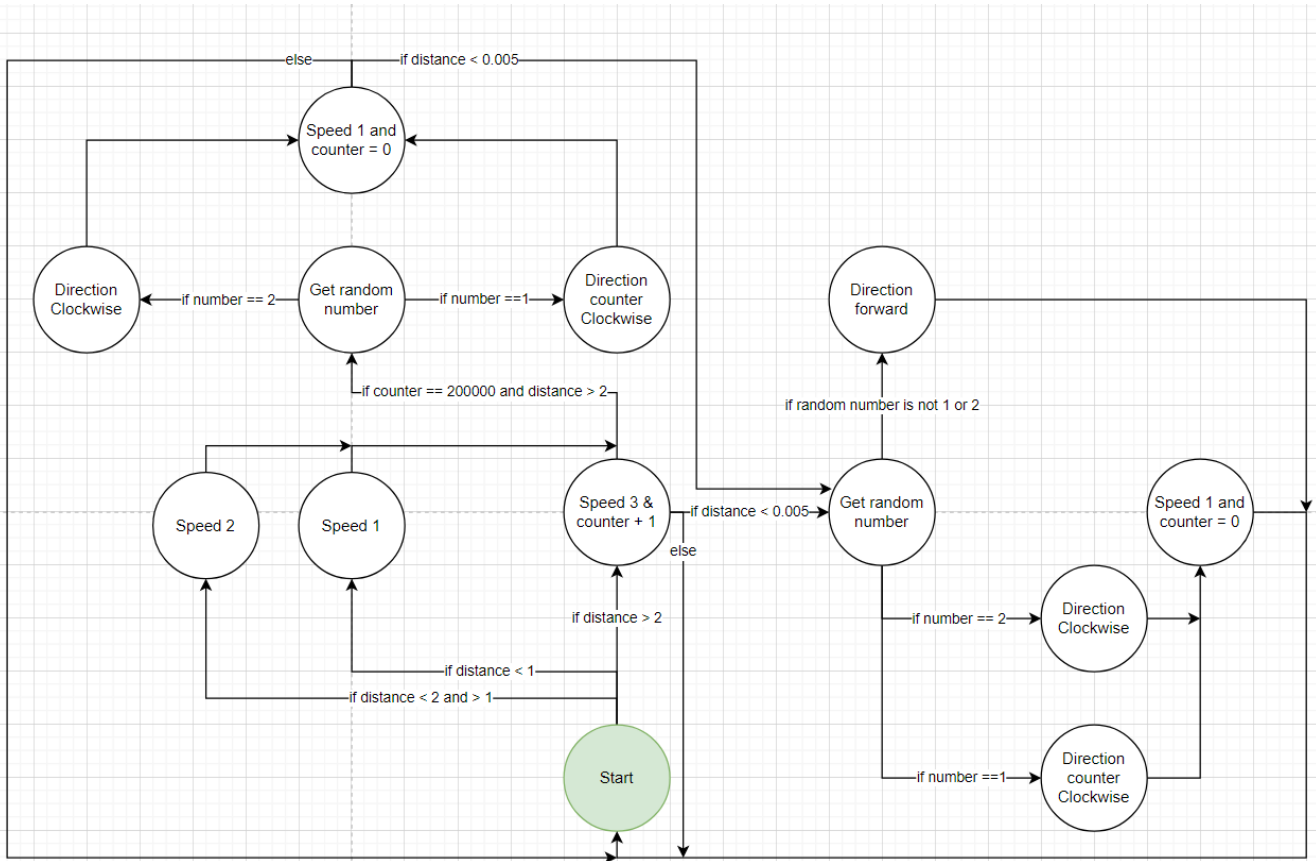 else
if distance < 0.005
Speed 1 and
counter = 0
Direction
Clockwise
if number == 2
Get random
number
if number ==1
Direction
counter
Clockwise
Direction
forward
if counter == 200000 and distance > 2
if random number is not 1 or 2
Speed 2
Speed 1
Speed 3 &
counter + 1
if distance < 0.005
else
Get random
number
Speed 1 and
counter = 0
if distance > 2
if number == 2
Direction
Clockwise
if distance < 1
if distance < 2 and > 1
Start
if number ==1
Direction
counter
Clockwise